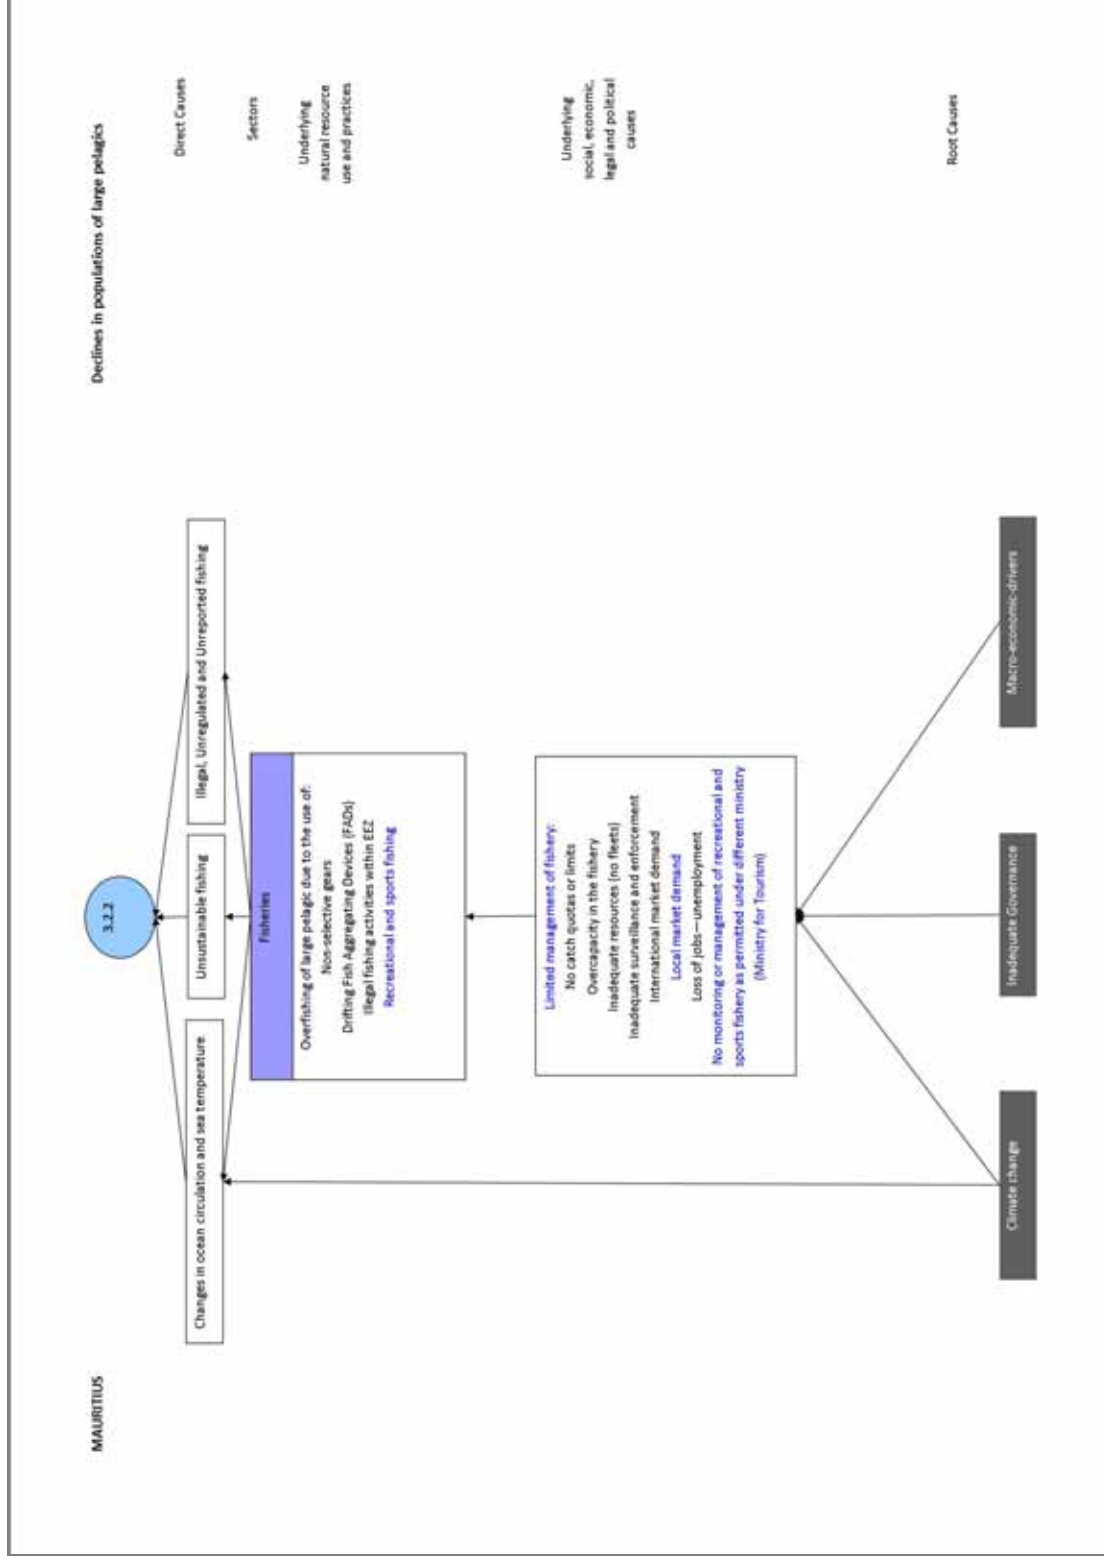 MAURITIUS
Declines in populations of large pelagics
3.2.2
Direct Causes
Changes in ocean circulation and sea temperature
Unsustainable fishing
Illegal, Unregulated and Unreported fishing
Sectors
Fisheries
Underlying
natural resource
use and practices
Overfishing of large pelagic due to the use of:
Non-selective gears
Drifting Fish Aggregating Devices (FADs)
Illegal fishing activities within EEZ
Recreational and sports fishing
Underlying
social, economic,
legal and political
causes
Limited management of fishery:
No catch quotas or limits
Overcapacity in the fishery
Inadequate resources (no fleets)
Inadequate surveillance and enforcement
International market demand
Local market demand
Loss of jobs—unemployment
No monitoring or management of recreational and
sports fishery as permitted under different ministry
(Ministry for Tourism)
Root Causes
Climate change
Inadequate Governance
Macro-economic-drivers